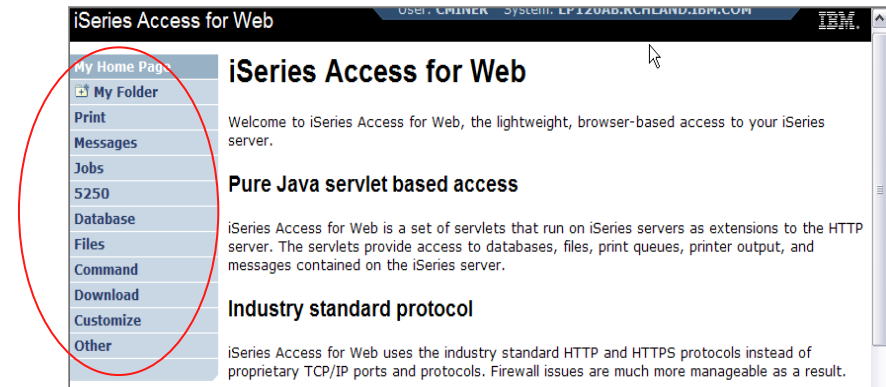 iSeries Access for Web
User: CMINER System: LP120AB.RCHLAND.IBM.COM
IBM.
My Home Page
My Folder
Print
Messages
Jobs
5250
Database
Files
Command
Download
Customize
Other
iSeries Access for Web
Welcome to iSeries Access for Web, the lightweight, browser-based access to your iSeries
server.
Pure Java servlet based access
iSeries Access for Web is a set of servlets that run on iSeries servers as extensions to the HTTP
server. The servlets provide access to databases, files, print queues, printer output, and
messages contained on the iSeries server.
Industry standard protocol
iSeries Access for Web uses the industry standard HTTP and HTTPS protocols instead of
proprietary TCP/IP ports and protocols. Firewall issues are much more manageable as a result.